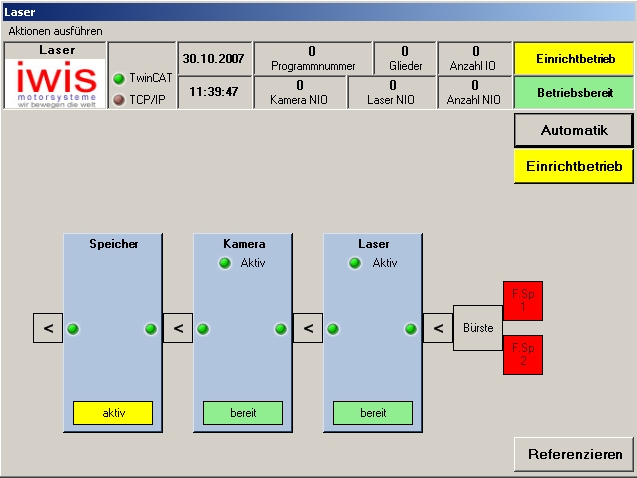 Laser
Aktionen ausführen
Laser
iwis
motorsysteme
wir bewegen die welt
TwinCAT
TCP/IP
30.10.2007
11:39:47
0
Programmnummer
0
Glieder
0
Anzahl IO
0
Kamera NIO
0
Laser NIO
0
Anzahl NIO
Einrichtbetrieb
Betriebsbereit
Automatik
Einrichtbetrieb
Speicher
Kamera
Laser
Aktiv
Aktiv
<
<
<
<
Bürste
F.Sp
1
F.Sp
2
aktiv
bereit
bereit
Referenzieren